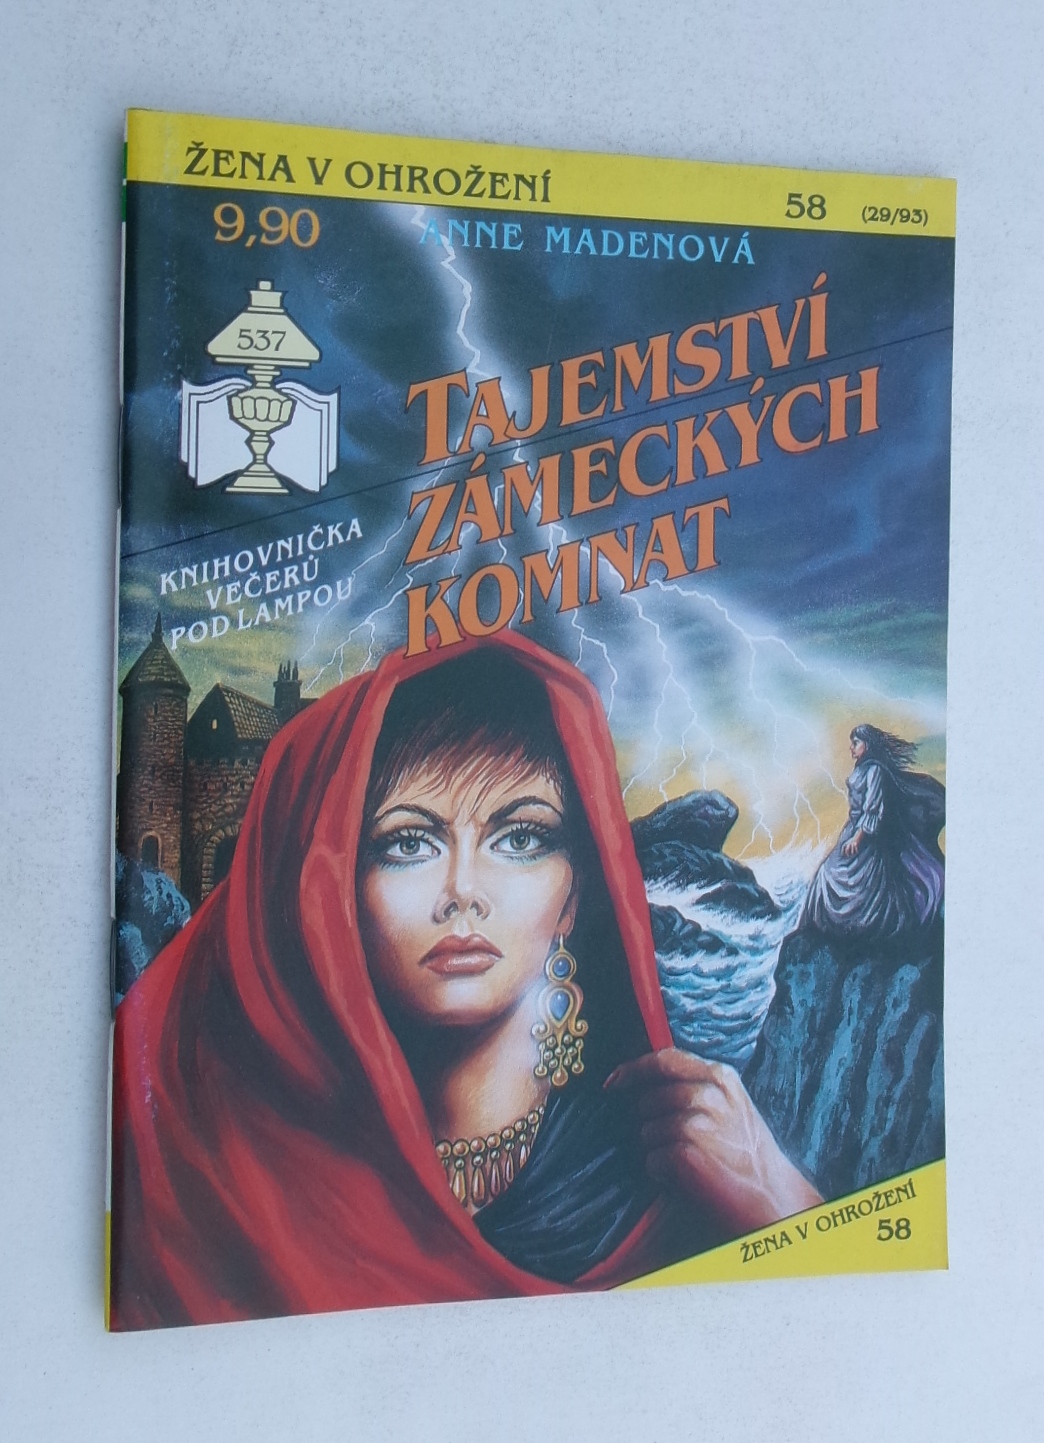 ŽENA V OHROŽENÍ 58 (29/93)
9,90
ANNE MADENOVÁ
537
TAJEMSTVÍ
ZÁMECKÝCH
KOMNAT
KNIHOVNIČKA
VEČERŮ
POD LAMPOU
ŽENA V OHROŽENÍ
58